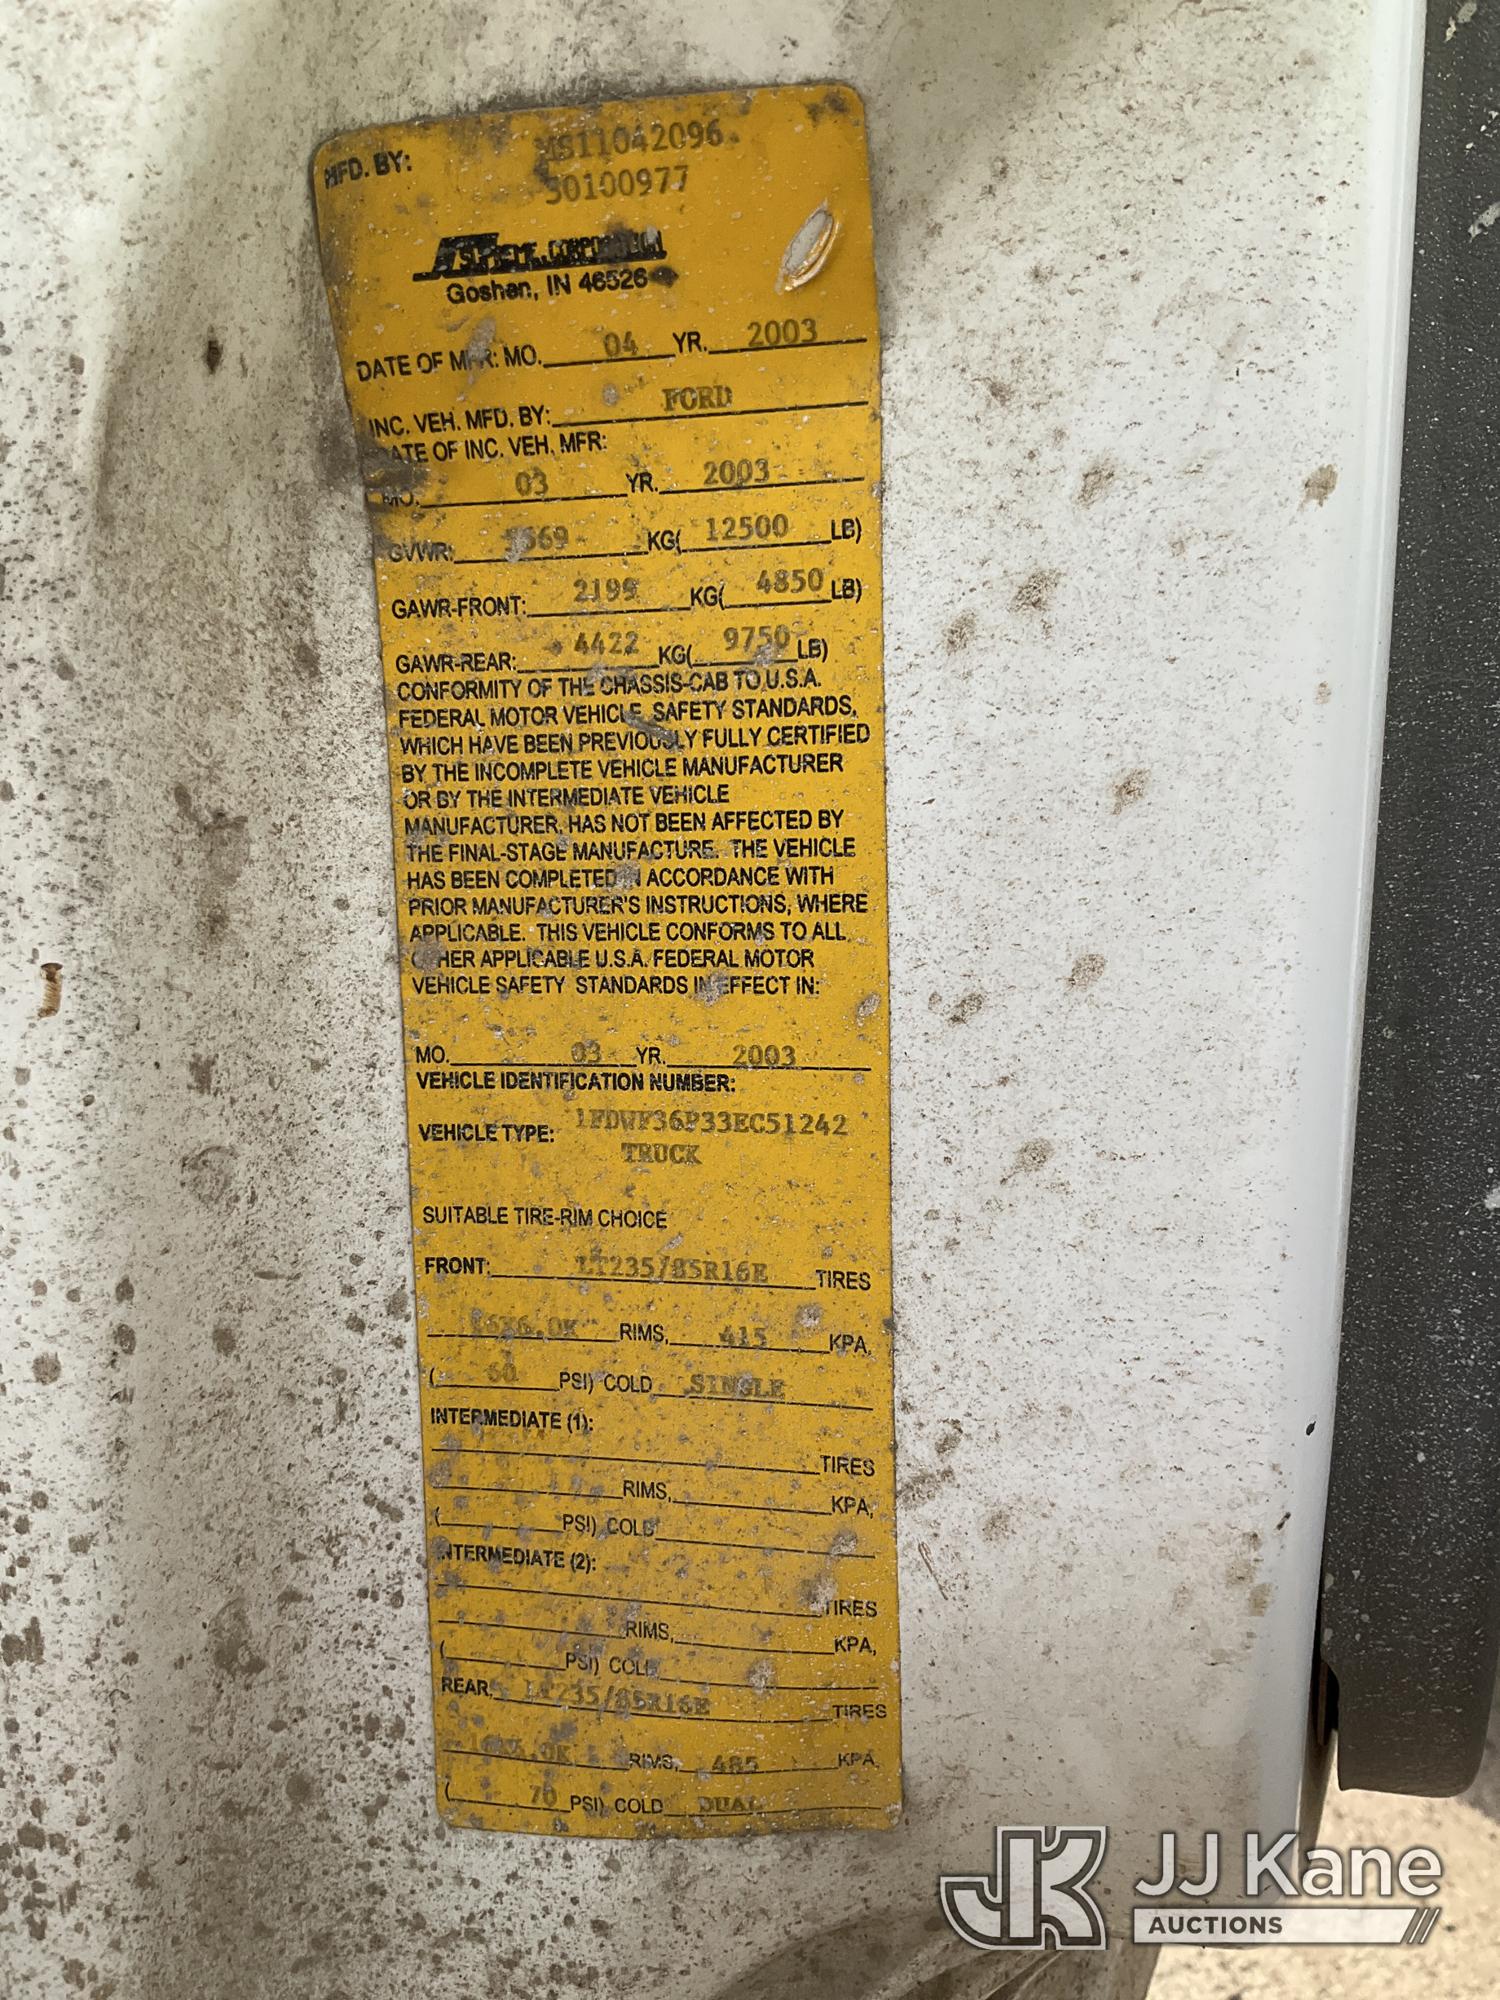 MFD. BY: MS11042096
30100977
SUPREME CORPORATION
Goshen, IN 46526
DATE OF MFR: MO. 04 YR. 2003
INC. VEH. MFD. BY: FORD
DATE OF INC. VEH. MFR:
MO. 03 YR. 2003
GVWR: 5669 KG( 12500 LB)
GAWR-FRONT: 2199 KG( 4850 LB)
GAWR-REAR: 4422 KG( 9750 LB)
CONFORMITY OF THE CHASSIS-CAB TO U.S.A.
FEDERAL MOTOR VEHICLE SAFETY STANDARDS,
WHICH HAVE BEEN PREVIOUSLY FULLY CERTIFIED
BY THE INCOMPLETE VEHICLE MANUFACTURER
OR BY THE INTERMEDIATE VEHICLE
MANUFACTURER, HAS NOT BEEN AFFECTED BY
THE FINAL-STAGE MANUFACTURE. THE VEHICLE
HAS BEEN COMPLETED IN ACCORDANCE WITH
PRIOR MANUFACTURER'S INSTRUCTIONS, WHERE
APPLICABLE. THIS VEHICLE CONFORMS TO ALL
OTHER APPLICABLE U.S.A. FEDERAL MOTOR
VEHICLE SAFETY STANDARDS IN EFFECT IN:
MO. 03 YR. 2003
VEHICLE IDENTIFICATION NUMBER:
1FDWF36P33EC51242
VEHICLE TYPE: TRUCK
SUITABLE TIRE-RIM CHOICE
FRONT: LT235/85R16E TIRES
16X6.0K RIMS, 415 KPA,
( 60 PSI) COLD SINGLE
INTERMEDIATE (1):
TIRES
RIMS, KPA,
( PSI) COLD
INTERMEDIATE (2):
TIRES
RIMS, KPA,
( PSI) COLD
REAR: LT235/85R16E TIRES
16X6.0K RIMS, 485 KPA
( 70 PSI) COLD DUAL
JK JJ Kane
AUCTIONS